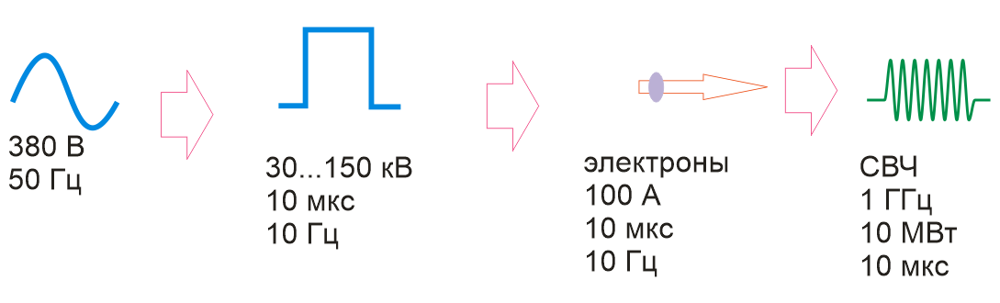 380 В
50 Гц
30...150 кВ
10 мкс
10 Гц
электроны
100 А
10 мкс
10 Гц
СВЧ
1 ГГц
10 МВт
10 мкс